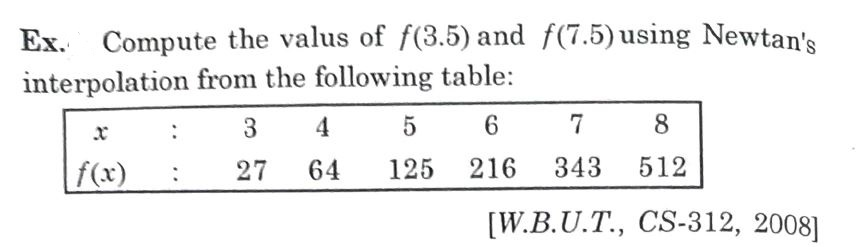 Ex. Compute the valus of f(3.5) and f(7.5) using Newtan's
interpolation from the following table:
x : 3 4 5 6 7 8
f(x) : 27 64 125 216 343 512
[W.B.U.T., CS-312, 2008]